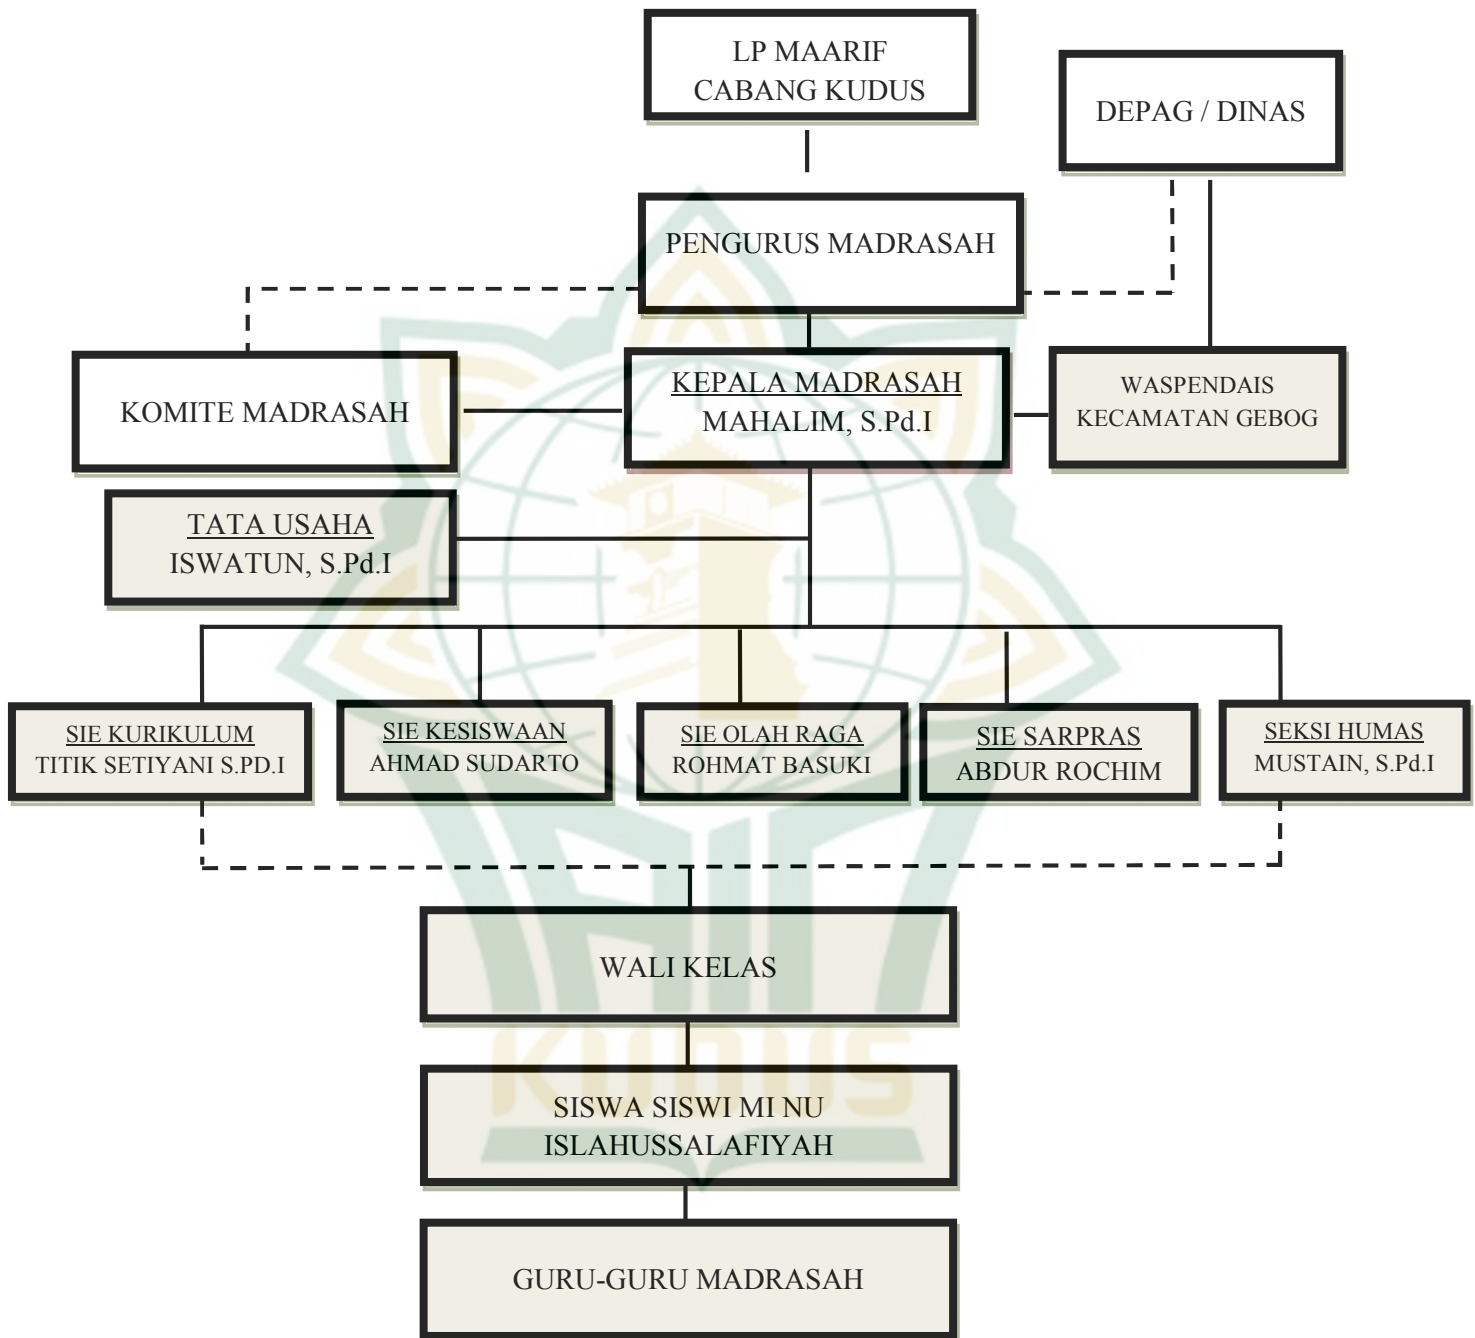 LP MAARIF
CABANG KUDUS
DEPAG / DINAS
PENGURUS MADRASAH
KOMITE MADRASAH
KEPALA MADRASAH
MAHALIM, S.Pd.I
WASPENDAIS
KECAMATAN GEBOG
TATA USAHA
ISWATUN, S.Pd.I
SIE KURIKULUM
TITIK SETIYANI S.PD.I
SIE KESISWAAN
AHMAD SUDARTO
SIE OLAH RAGA
ROHMAT BASUKI
SIE SARPRAS
ABDUR ROCHIM
SEKSI HUMAS
MUSTAIN, S.Pd.I
WALI KELAS
KUDUS
SISWA SISWI MI NU
ISLAHUSSALAFIYAH
GURU-GURU MADRASAH